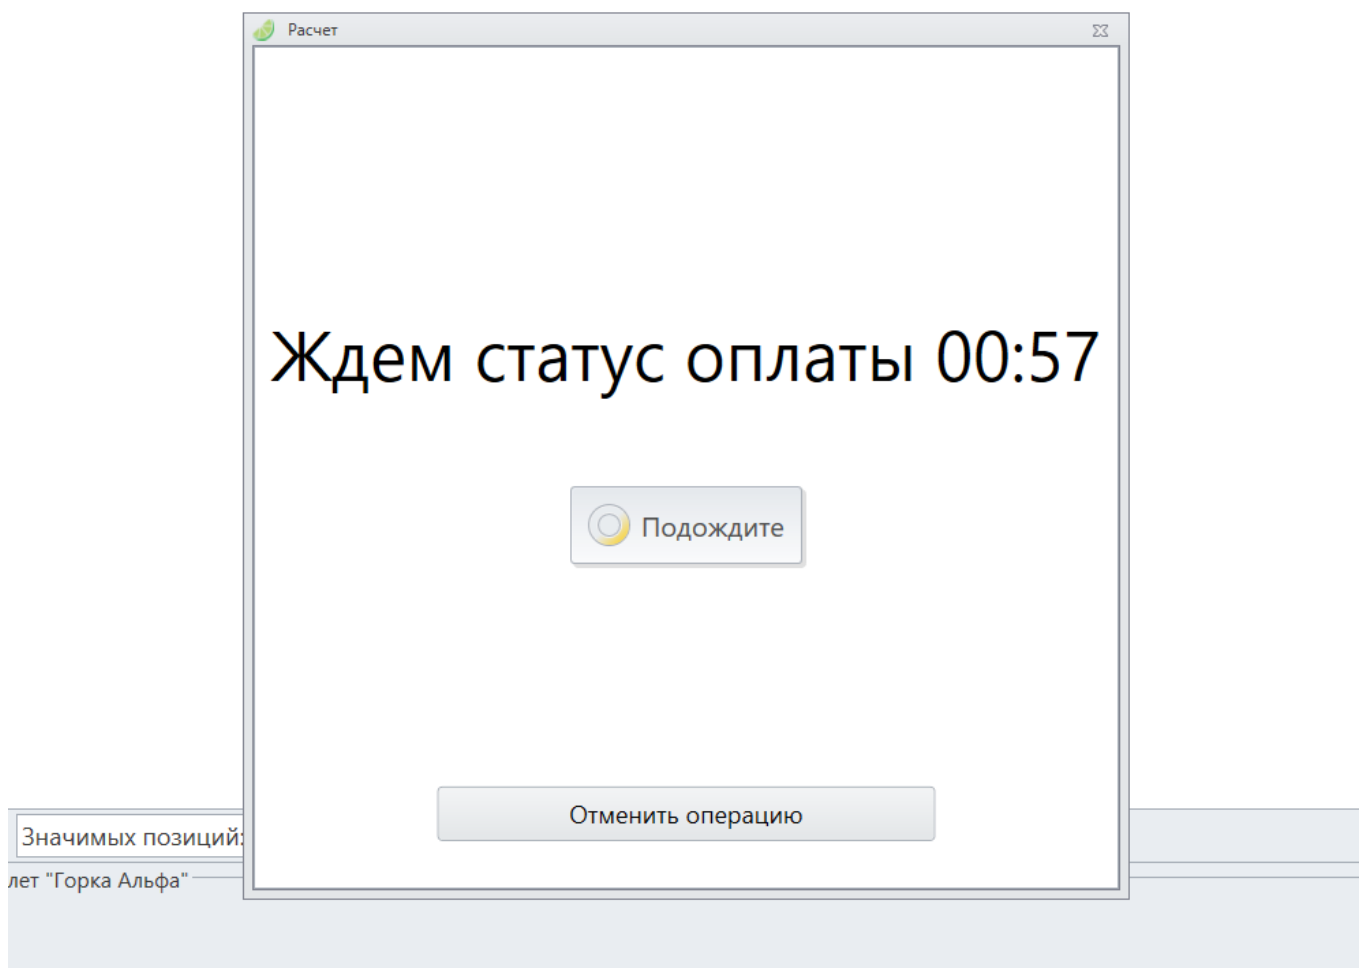 Расчет
Ждем статус оплаты 00:57
Подождите
Отменить операцию
Значимых позиций:
лет "Горка Альфа"